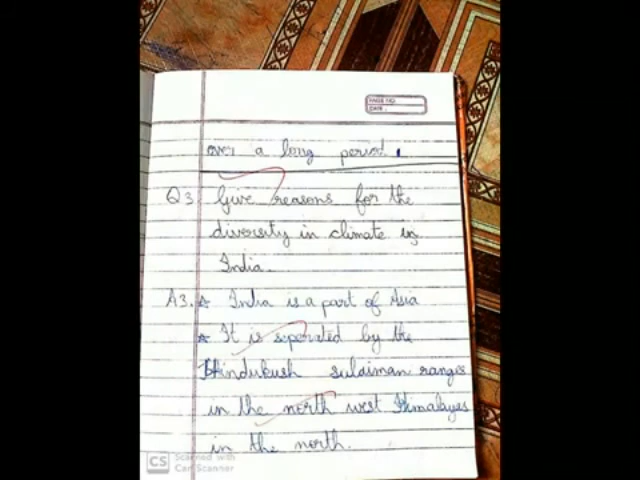 PAGE NO.
DATE:
over a long period.
Q3. Give reasons for the
diversity in climate in
India.
A3. ☆ India is a part of Asia
☆ It is seperated by the
Hindukush sulaiman ranges
in the north west Himalayas
in the north.
CS Scanned with
CamScanner